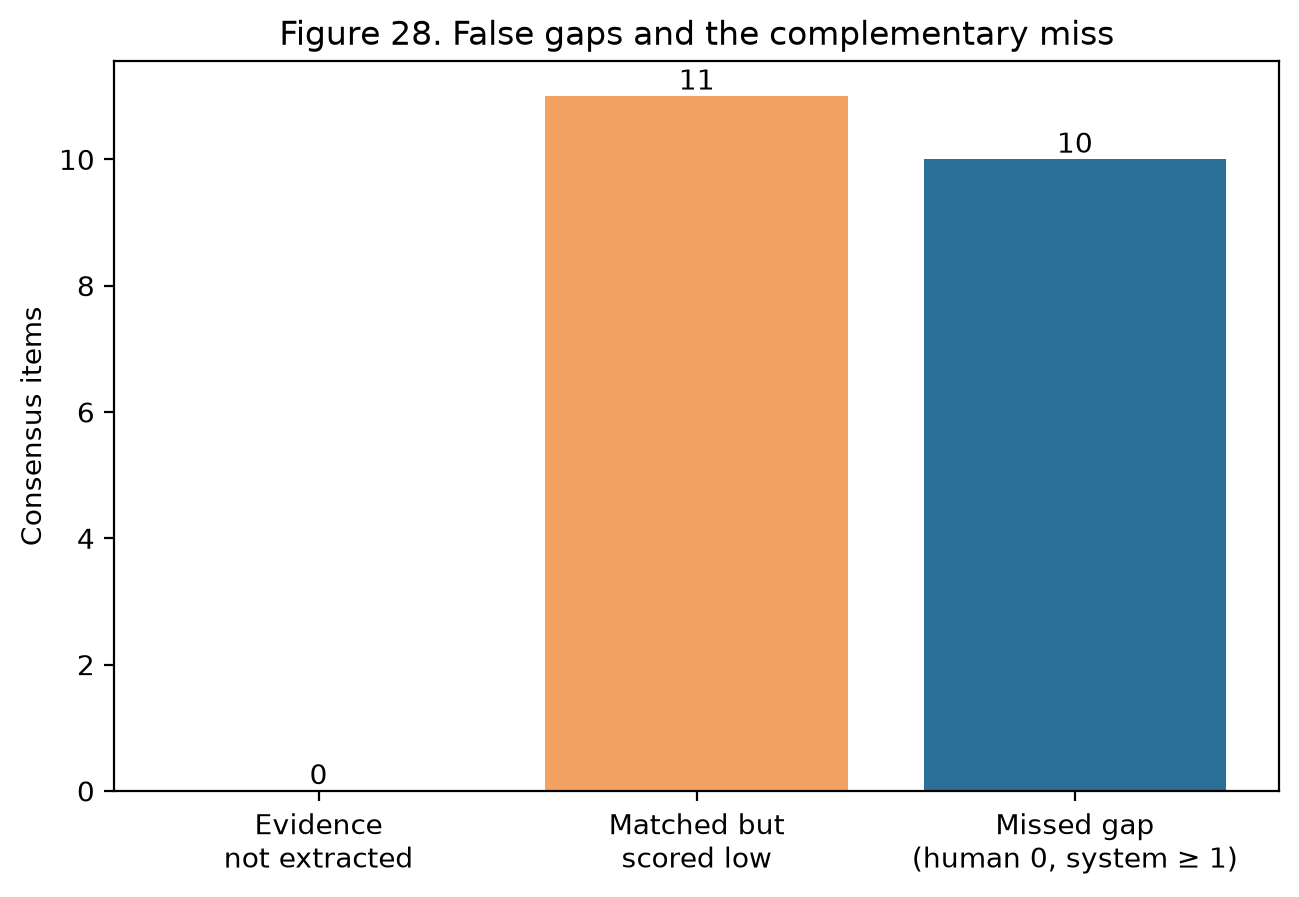 Figure 28. False gaps and the complementary miss
Consensus items
10
8
6
4
2
0
0
11
10
Evidence
not extracted
Matched but
scored low
Missed gap
(human 0, system ≥ 1)